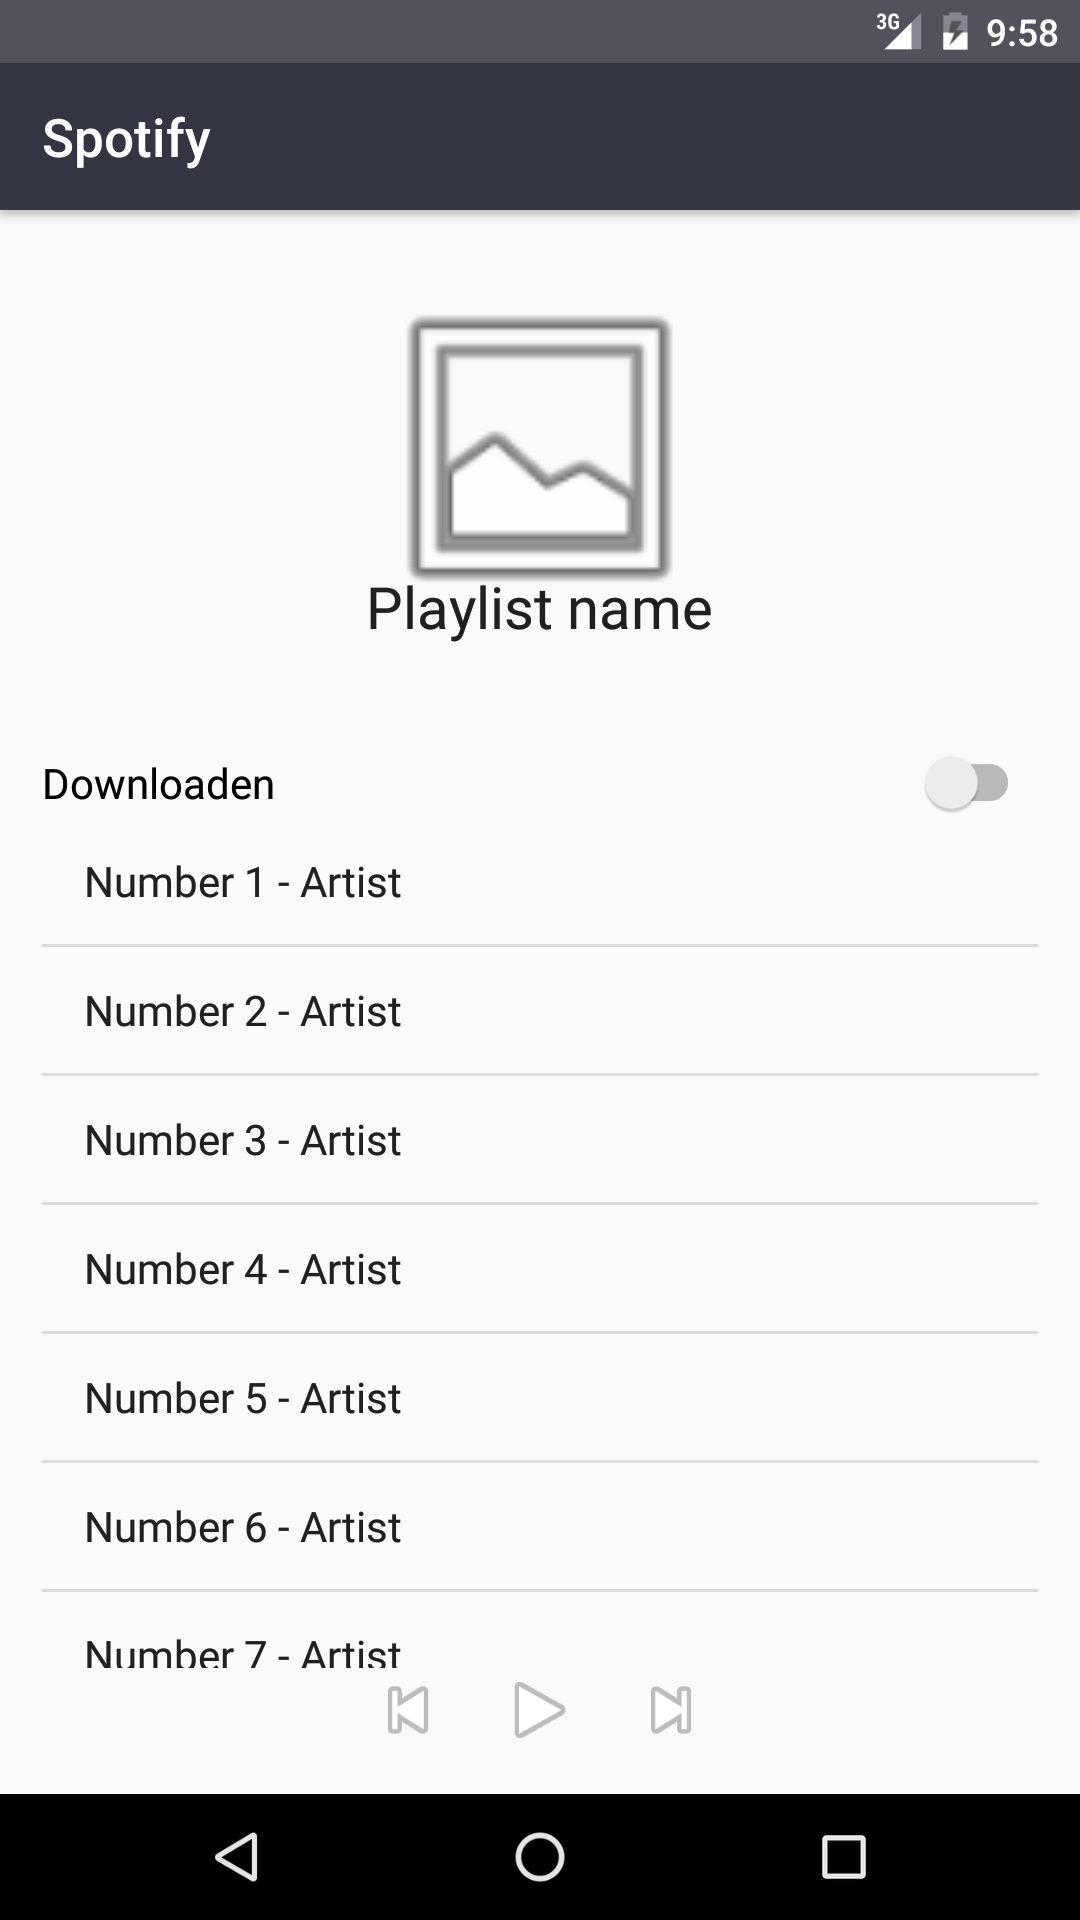 3G 9:58
Spotify
Playlist name
Downloaden
Number 1 - Artist
Number 2 - Artist
Number 3 - Artist
Number 4 - Artist
Number 5 - Artist
Number 6 - Artist
Number 7 - Artist